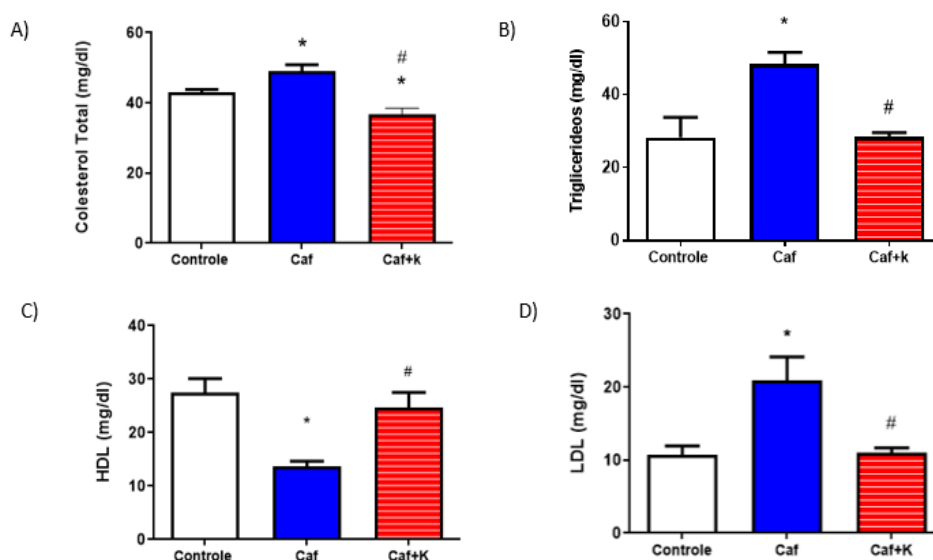 A)
Colesterol Total (mg/dl)
60
40
20
0
*
#
*
Controle Caf Caf+k
B)
Triglicerídeos (mg/dl)
60
40
20
0
*
#
Controle Caf Caf+k
C)
HDL (mg/dl)
40
30
20
10
0
*
#
Controle Caf Caf+K
D)
LDL (mg/dl)
30
20
10
0
*
#
Controle Caf Caf+K